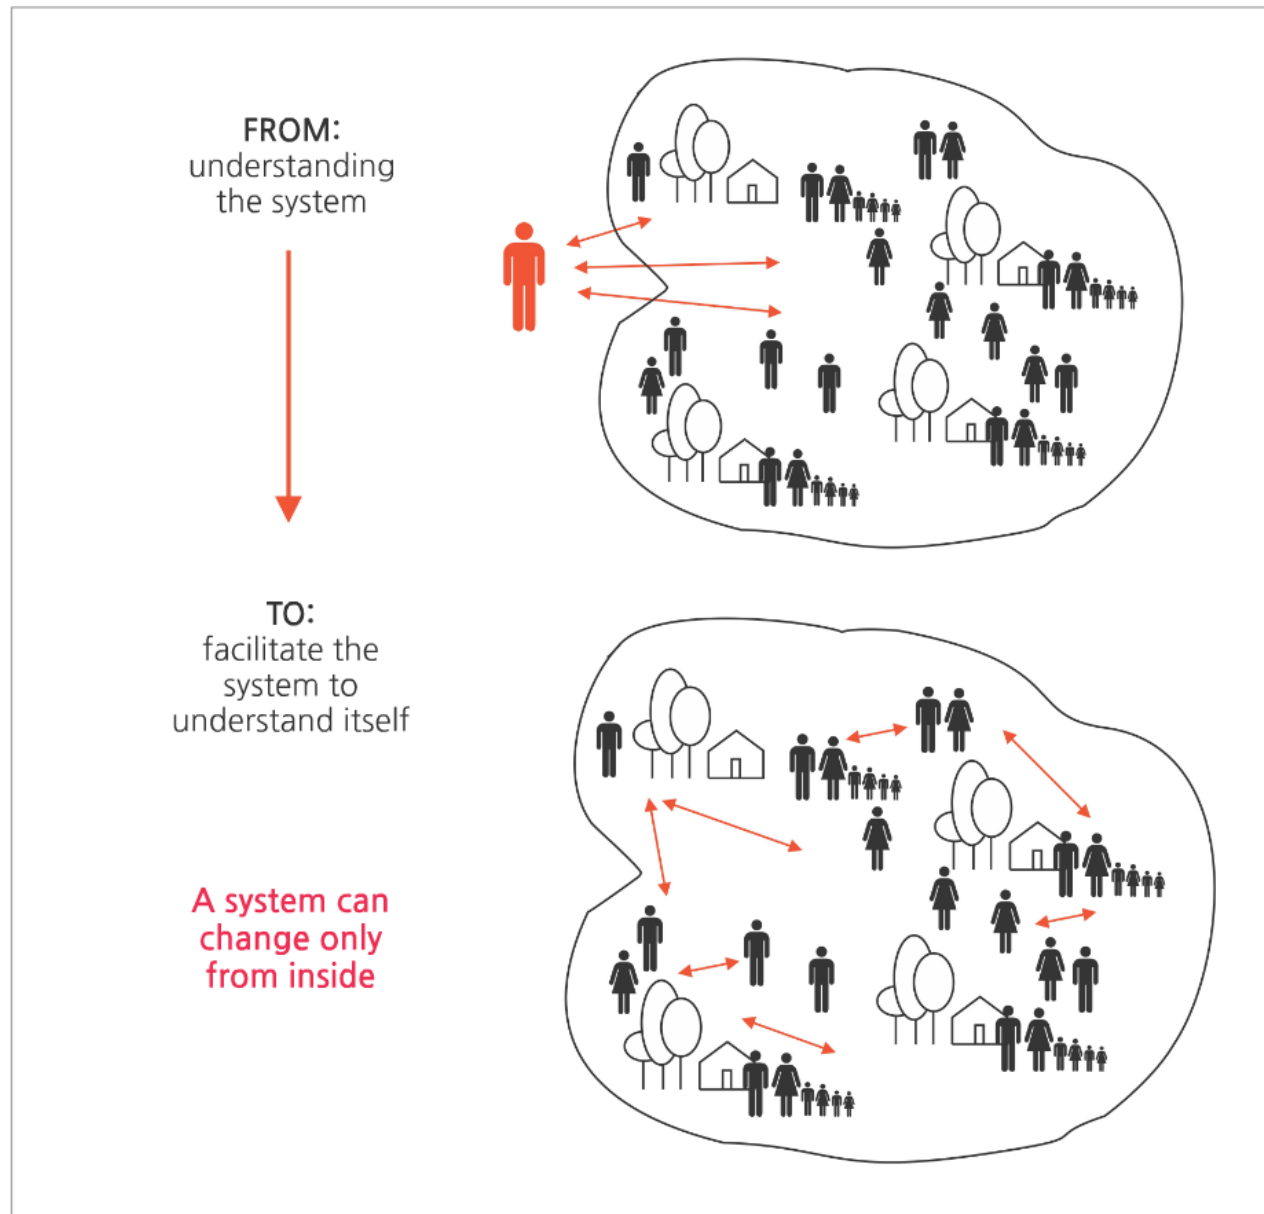 FROM:
understanding
the system
TO:
facilitate the
system to
understand itself
A system can
change only
from inside